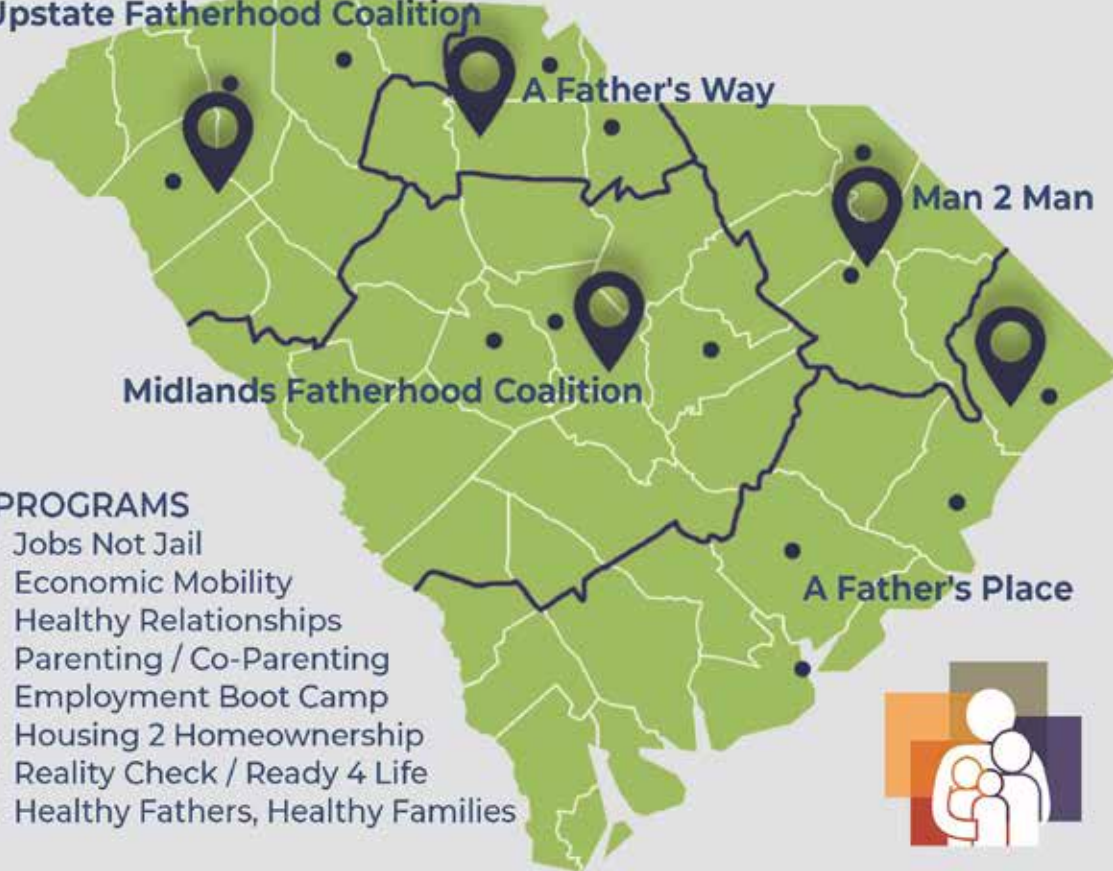 Upstate Fatherhood Coalition
A Father's Way
Man 2 Man
Midlands Fatherhood Coalition
A Father's Place
PROGRAMS
Jobs Not Jail
Economic Mobility
Healthy Relationships
Parenting / Co-Parenting
Employment Boot Camp
Housing 2 Homeownership
Reality Check / Ready 4 Life
Healthy Fathers, Healthy Families